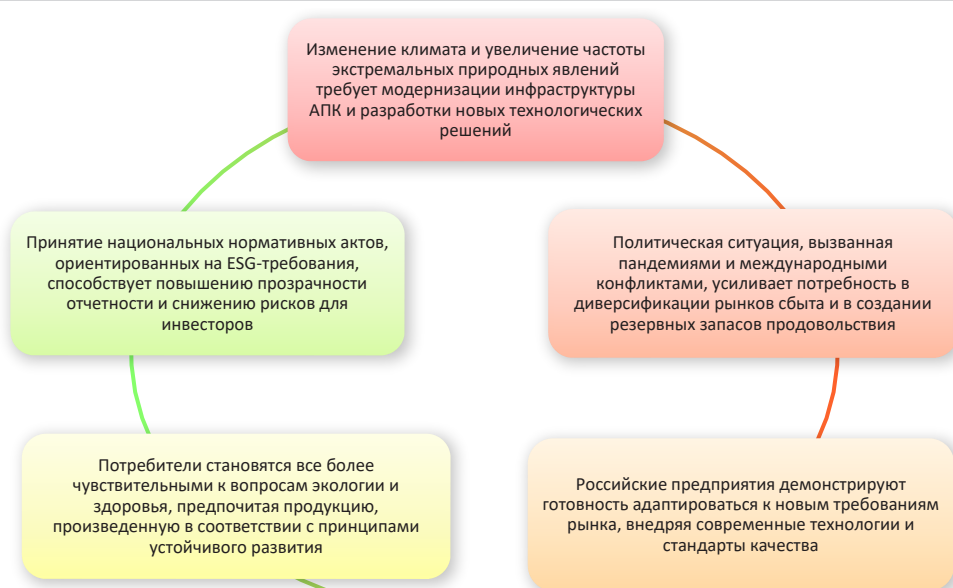 Изменение климата и увеличение частоты
экстремальных природных явлений
требует модернизации инфраструктуры
АПК и разработки новых технологических
решений
Принятие национальных нормативных актов,
ориентированных на ESG-требования,
способствует повышению прозрачности
отчетности и снижению рисков для
инвесторов
Политическая ситуация, вызванная
пандемиями и международными
конфликтами, усиливает потребность в
диверсификации рынков сбыта и в создании
резервных запасов продовольствия
Потребители становятся все более
чувствительными к вопросам экологии и
здоровья, предпочитая продукцию,
произведенную в соответствии с принципами
устойчивого развития
Российские предприятия демонстрируют
готовность адаптироваться к новым требованиям
рынка, внедряя современные технологии и
стандарты качества